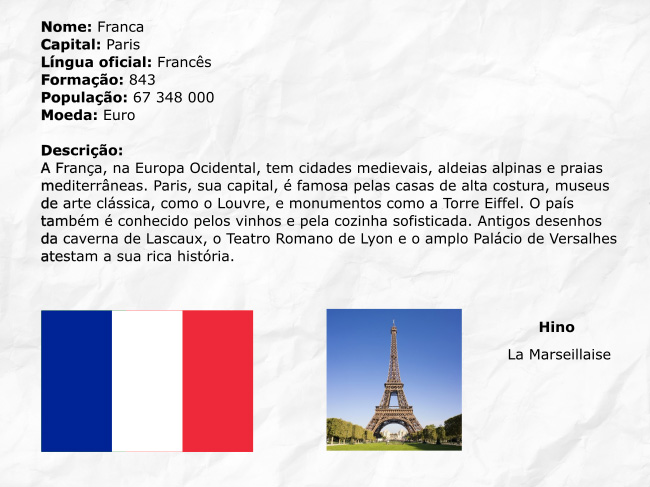 Nome: Franca
Capital: Paris
Língua oficial: Francês
Formação: 843
População: 67 348 000
Moeda: Euro
Descrição:
A França, na Europa Ocidental, tem cidades medievais, aldeias alpinas e praias
mediterrâneas. Paris, sua capital, é famosa pelas casas de alta costura, museus
de arte clássica, como o Louvre, e monumentos como a Torre Eiffel. O país
também é conhecido pelos vinhos e pela cozinha sofisticada. Antigos desenhos
da caverna de Lascaux, o Teatro Romano de Lyon e o amplo Palácio de Versalhes
atestam a sua rica história.
Hino
La Marseillaise